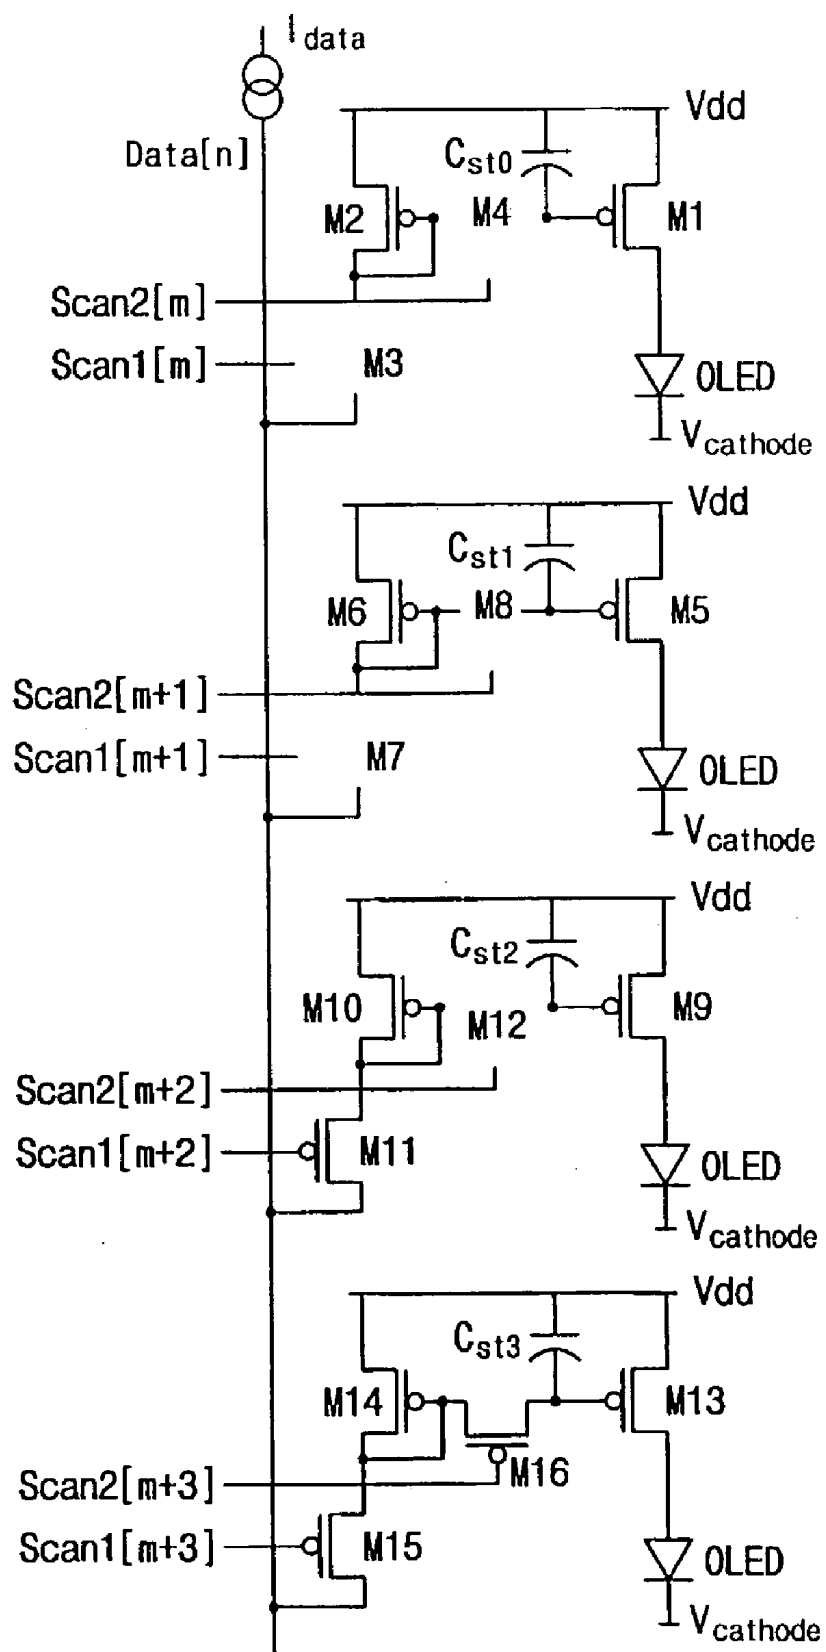 Idata
Data[n]
Vdd
Cst0
M2
M4
M1
Scan2[m]
Scan1[m]
M3
OLED
Vcathode
Vdd
Cst1
M6
M8
M5
Scan2[m+1]
Scan1[m+1]
M7
OLED
Vcathode
Vdd
Cst2
M10
M12
M9
Scan2[m+2]
Scan1[m+2]
M11
OLED
Vcathode
Vdd
Cst3
M14
M13
M16
Scan2[m+3]
Scan1[m+3]
M15
OLED
Vcathode